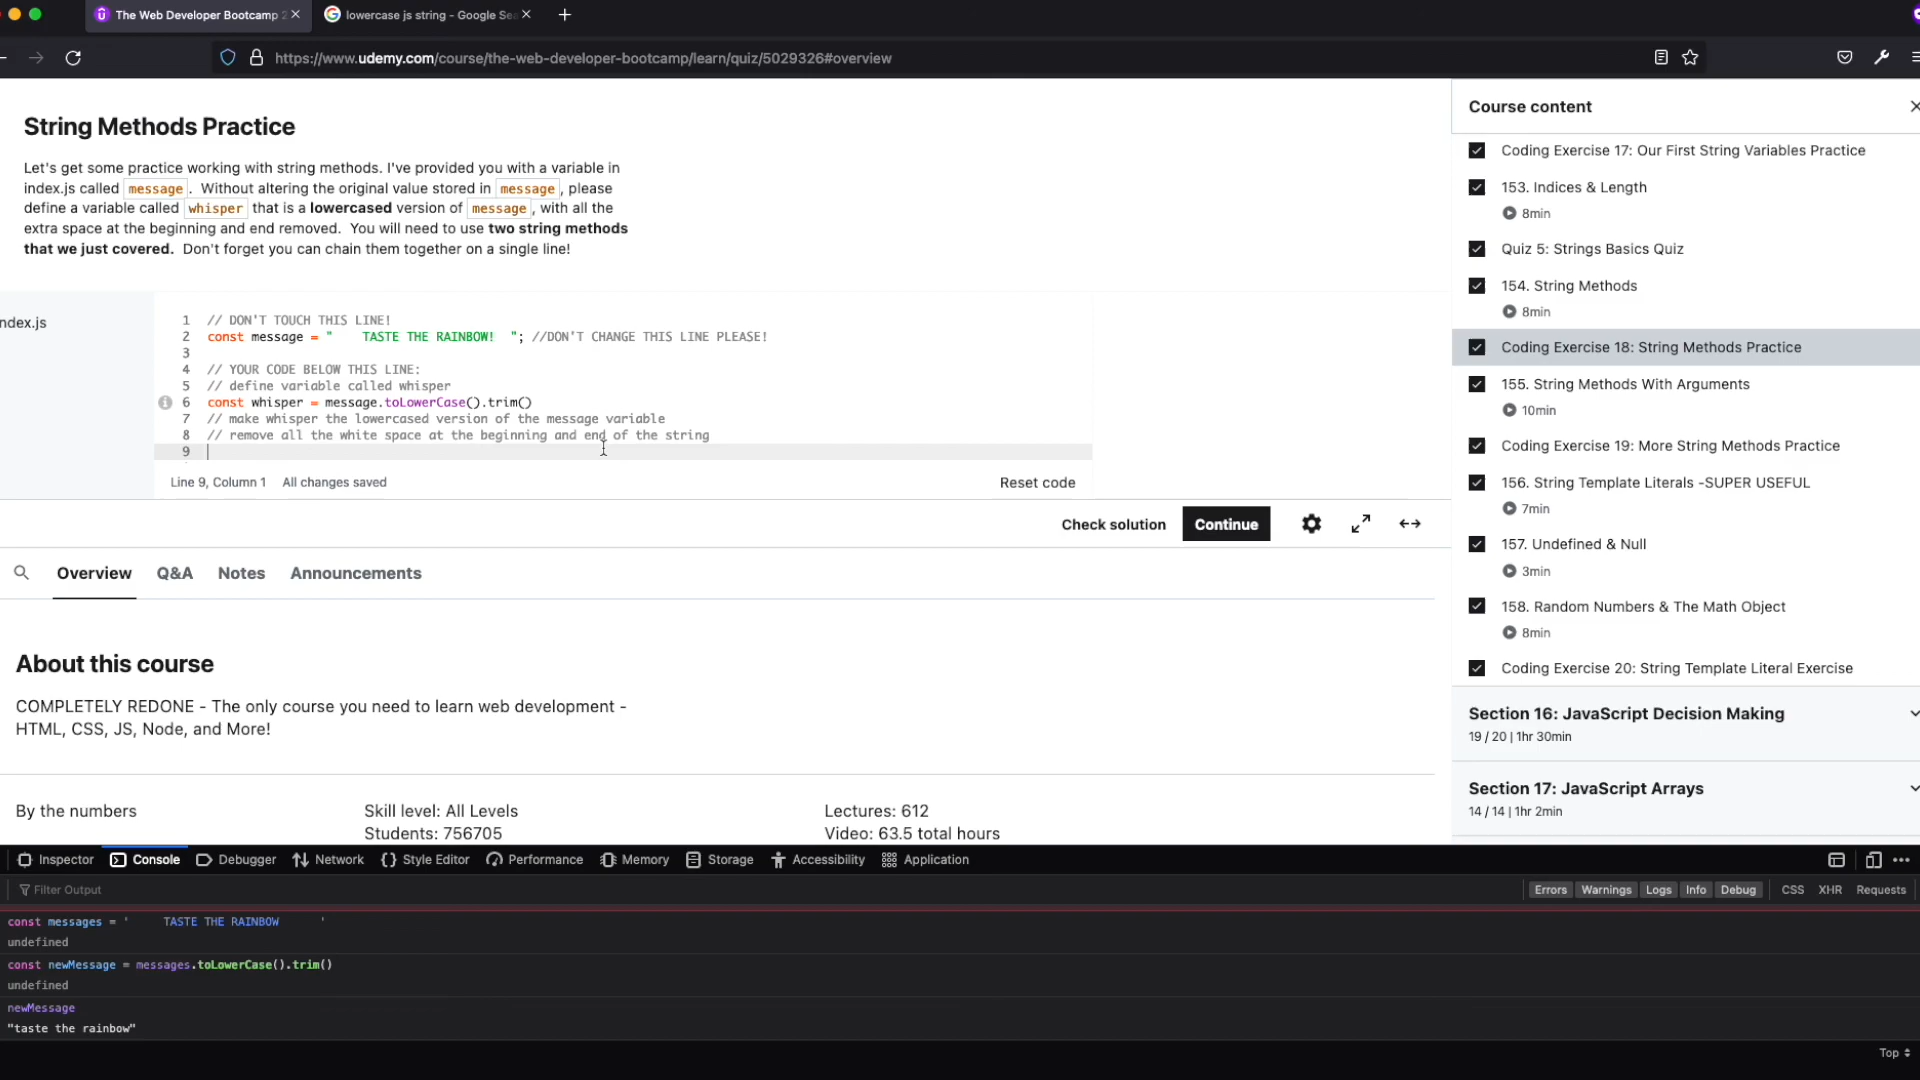 The Web Developer Bootcamp 2
lowercase js string - Google Se
https://www.udemy.com/course/the-web-developer-bootcamp/learn/quiz/5029326#overview
String Methods Practice
Let's get some practice working with string methods. I've provided you with a variable in
index.js called message . Without altering the original value stored in message , please
define a variable called whisper that is a lowercased version of message , with all the
extra space at the beginning and end removed. You will need to use two string methods
that we just covered. Don't forget you can chain them together on a single line!
ndex.js
1 // DON'T TOUCH THIS LINE!
2 const message = "    TASTE THE RAINBOW!  "; //DON'T CHANGE THIS LINE PLEASE!
3
4 // YOUR CODE BELOW THIS LINE:
5 // define variable called whisper
6 const whisper = message.toLowerCase().trim()
7 // make whisper the lowercased version of the message variable
8 // remove all the white space at the beginning and end of the string
9
Line 9, Column 1 All changes saved Reset code
Check solution Continue
Overview Q&A Notes Announcements
About this course
COMPLETELY REDONE - The only course you need to learn web development -
HTML, CSS, JS, Node, and More!
By the numbers Skill level: All Levels Lectures: 612
Students: 756705 Video: 63.5 total hours
Course content
Coding Exercise 17: Our First String Variables Practice
153. Indices & Length
8min
Quiz 5: Strings Basics Quiz
154. String Methods
8min
Coding Exercise 18: String Methods Practice
155. String Methods With Arguments
10min
Coding Exercise 19: More String Methods Practice
156. String Template Literals -SUPER USEFUL
7min
157. Undefined & Null
3min
158. Random Numbers & The Math Object
8min
Coding Exercise 20: String Template Literal Exercise
Section 16: JavaScript Decision Making
19 / 20 | 1hr 30min
Section 17: JavaScript Arrays
14 / 14 | 1hr 2min
Inspector Console Debugger Network Style Editor Performance Memory Storage Accessibility Application
Filter Output Errors Warnings Logs Info Debug CSS XHR Requests
const messages = '     TASTE THE RAINBOW      '
undefined
const newMessage = messages.toLowerCase().trim()
undefined
newMessage
"taste the rainbow"
Top